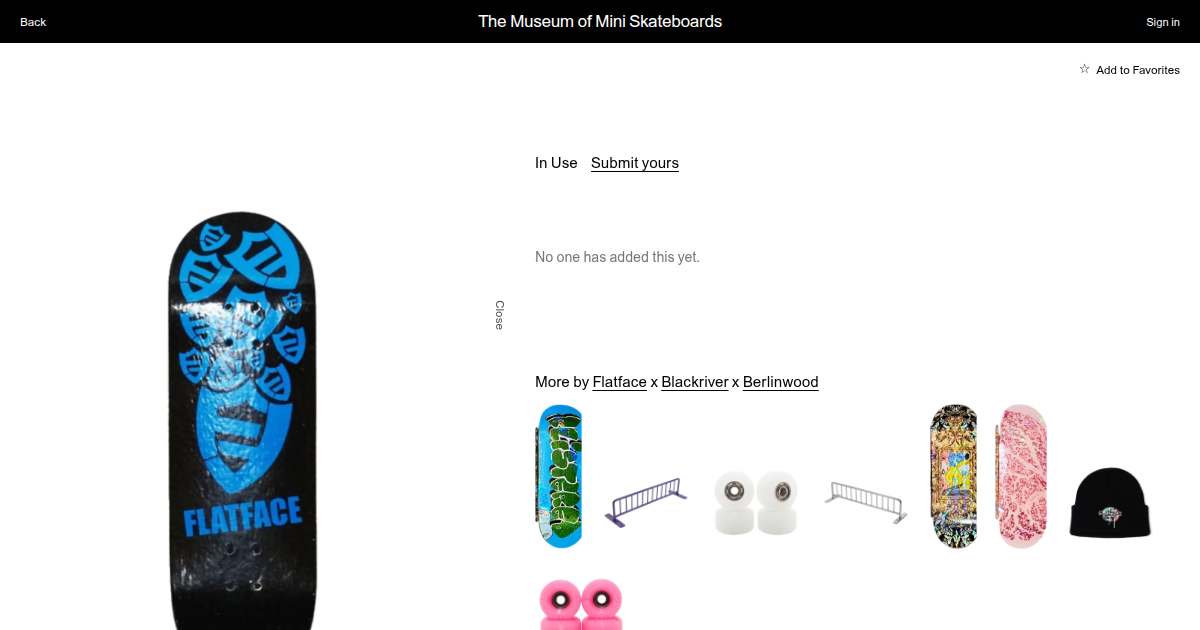 Back
The Museum of Mini Skateboards
Sign in
☆ Add to Favorites
In Use Submit yours
No one has added this yet.
Close
More by Flatface x Blackriver x Berlinwood
FLATFACE